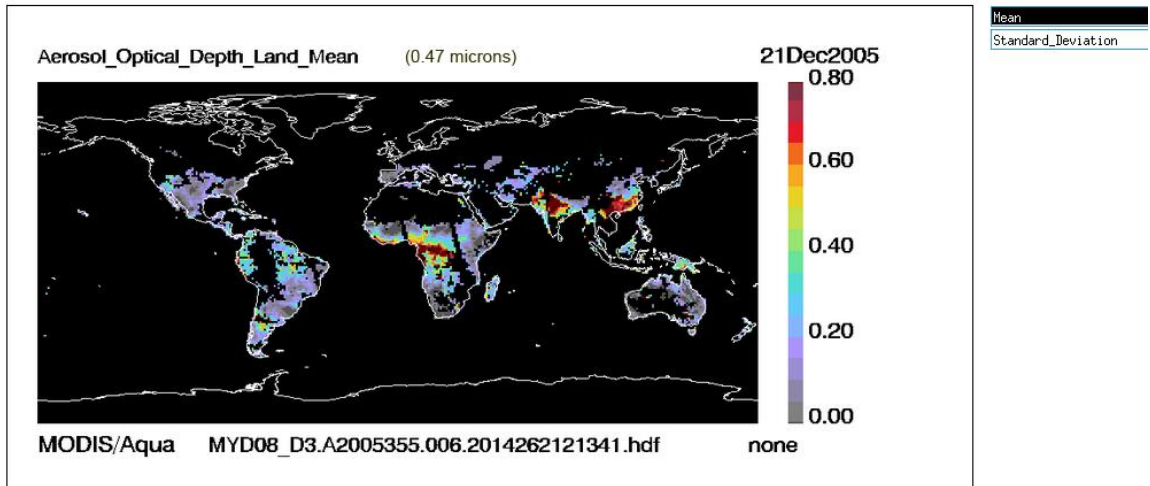 Mean
Standard_Deviation
Aerosol_Optical_Depth_Land_Mean (0.47 microns) 21Dec2005
0.80
0.60
0.40
0.20
0.00
MODIS/Aqua MYD08_D3.A2005355.006.2014262121341.hdf none